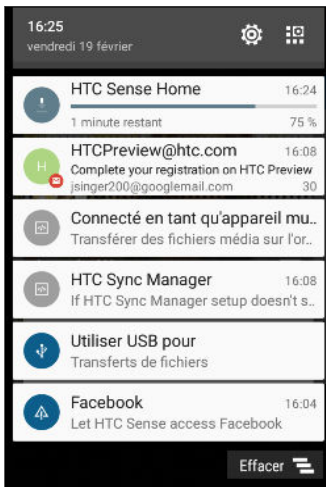 16:25
vendredi 19 février
HTC Sense Home 16:24
1 minute restant 75 %
HTCPreview@htc.com 16:08
Complete your registration on HTC Preview
jsinger200@googlemail.com 30
H
Connecté en tant qu'appareil mu..
Transférer des fichiers média sur l'or..
HTC Sync Manager 16:08
If HTC Sync Manager setup doesn't s..
Utiliser USB pour
Transferts de fichiers
Facebook 16:04
Let HTC Sense access Facebook
Effacer